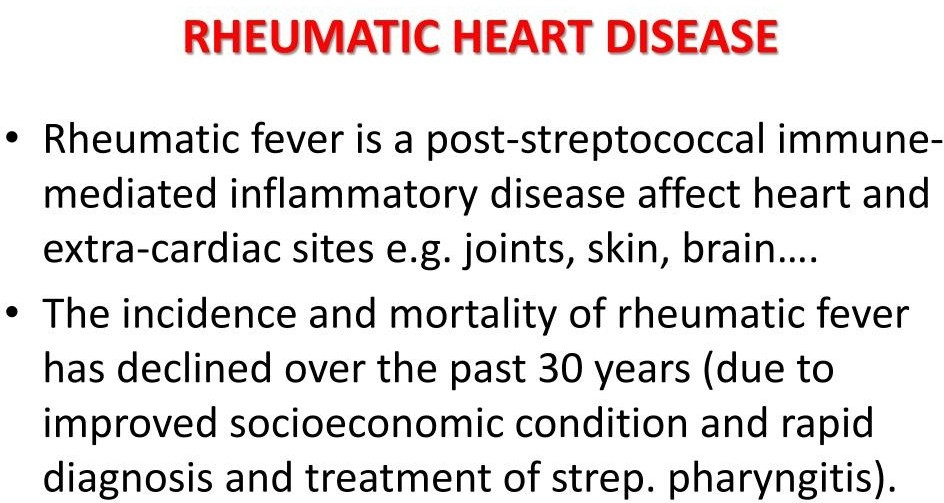 RHEUMATIC HEART DISEASE
• Rheumatic fever is a post-streptococcal immune-
mediated inflammatory disease affect heart and
extra-cardiac sites e.g. joints, skin, brain....
• The incidence and mortality of rheumatic fever
has declined over the past 30 years (due to
improved socioeconomic condition and rapid
diagnosis and treatment of strep. pharyngitis).